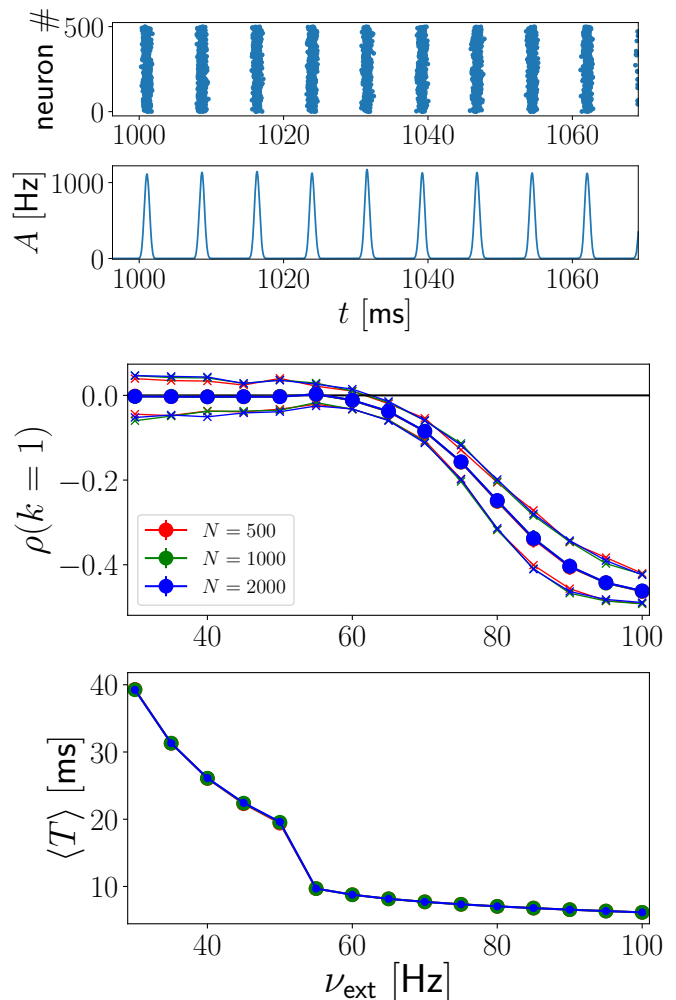 neuron #
500
0
1000 1020 1040 1060
A [Hz]
1000
0
1000 1020 1040 1060
t [ms]
ρ(k = 1)
0.0
−0.2
−0.4
N = 500
N = 1000
N = 2000
40 60 80 100
⟨T⟩ [ms]
40
30
20
10
40 60 80 100
ν_ext [Hz]